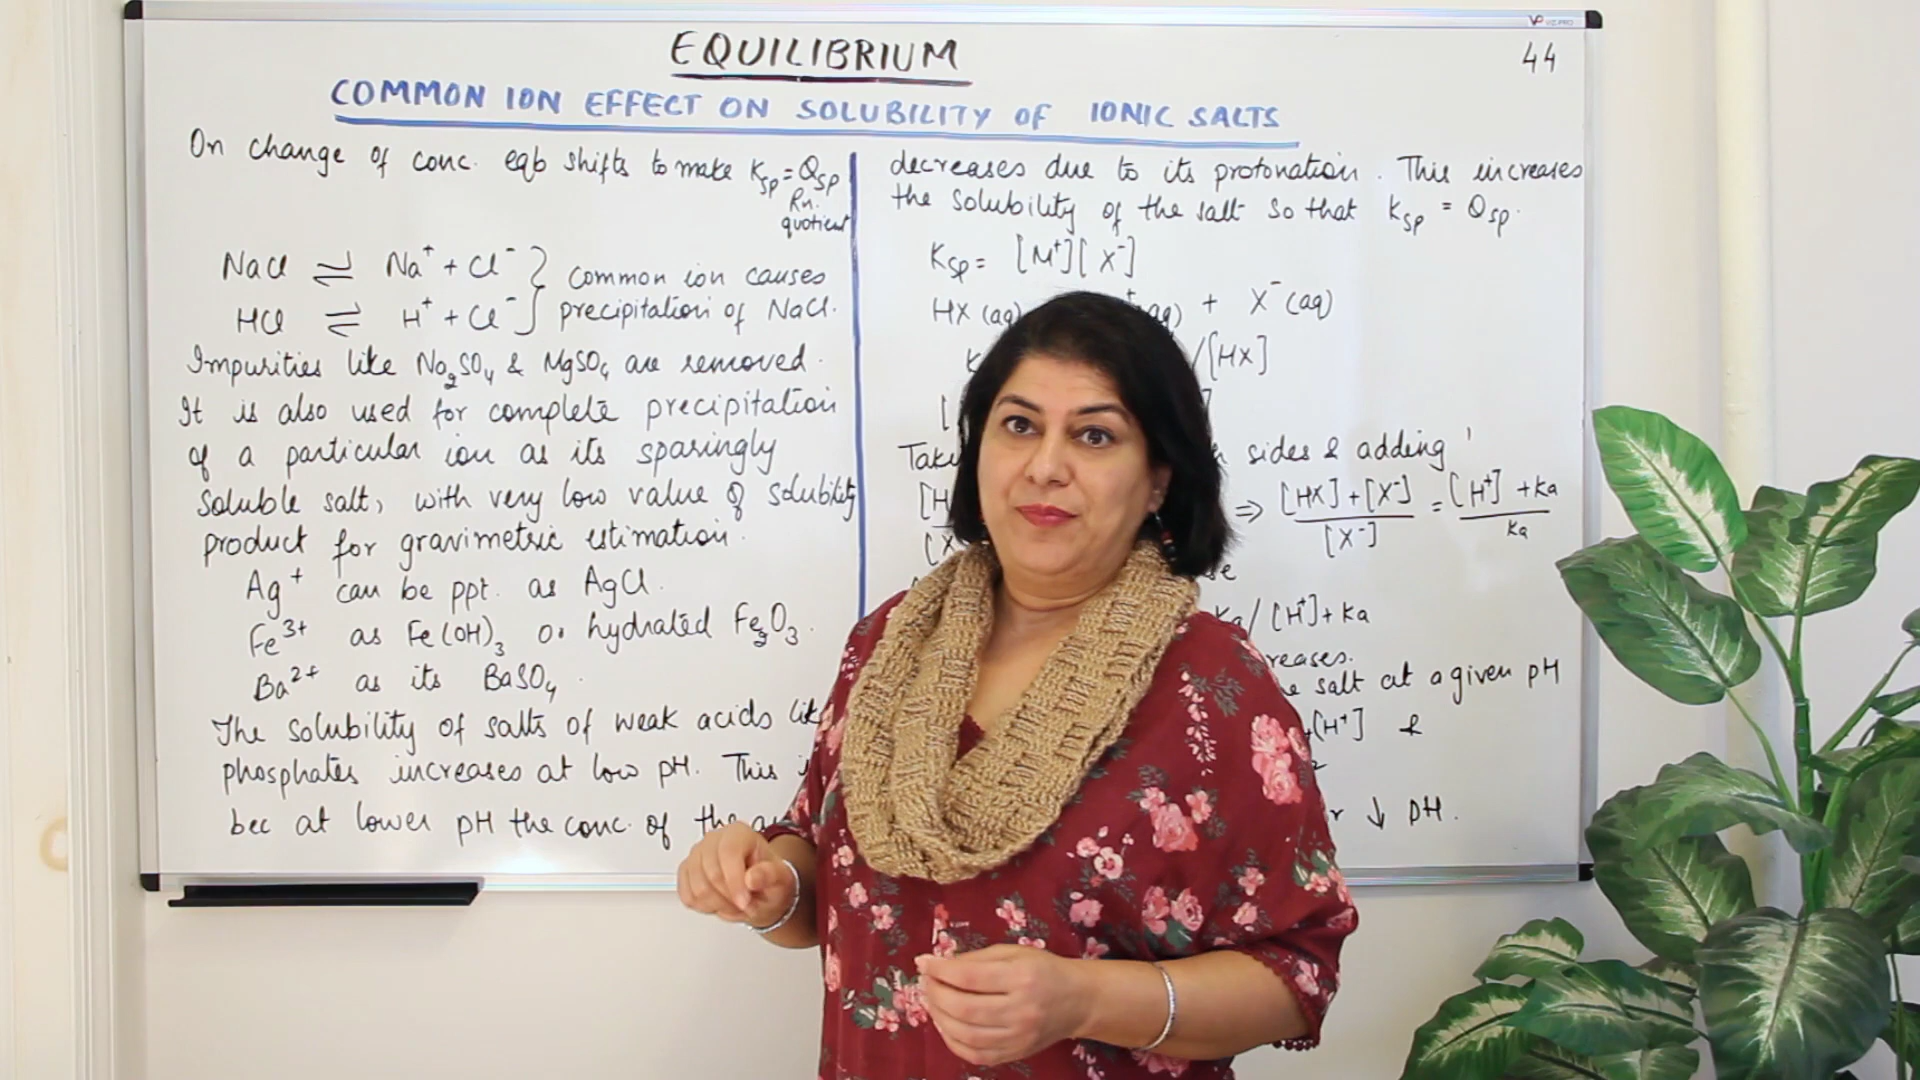 VIZ-PRO
EQUILIBRIUM
44
COMMON ION EFFECT ON SOLUBILITY OF IONIC SALTS
On change of conc. eqb shifts to make Ksp = Qsp
Rn.
quotient
NaCl ⇌ Na⁺ + Cl⁻ } common ion causes
HCl ⇌ H⁺ + Cl⁻ } precipitation of NaCl.
Impurities like Na₂SO₄ & MgSO₄ are removed.
It is also used for complete precipitation
of a particular ion as its sparingly
soluble salt, with very low value of solubility
product for gravimetric estimation.
Ag⁺ can be ppt. as AgCl.
Fe³⁺ as Fe(OH)₃ or hydrated Fe₂O₃.
Ba²⁺ as its BaSO₄.
The solubility of salts of weak acids
phosphates increases at low pH. This
bec at lower pH the conc. of the
decreases due to its protonation. This increases
the solubility of the salt so that Ksp = Qsp.
Ksp = [M⁺][X⁻]
HX (aq) + X⁻(aq)
/[HX]
sides & adding 1
⇒ [HX] + [X⁻] / [X⁻] = [H⁺] + Ka / Ka
/ [H⁺] + Ka
salt at a given pH
[H⁺] &
↓ pH.